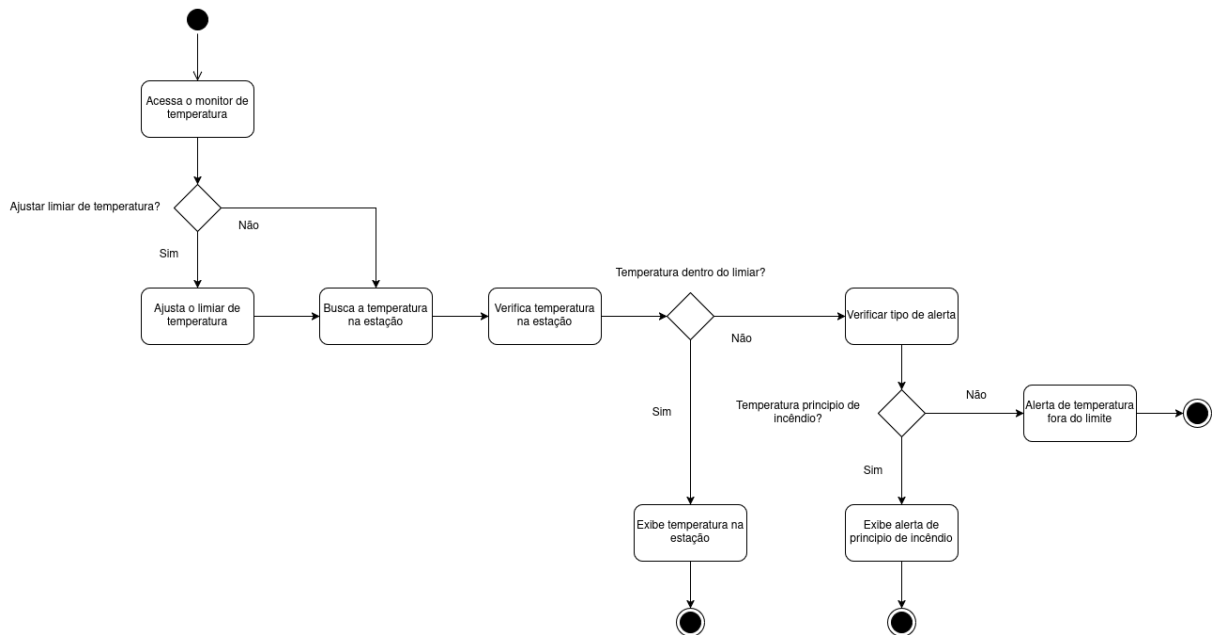 Acessa o monitor de
temperatura
Ajustar limiar de temperatura?
Não
Sim
Ajusta o limiar de
temperatura
Busca a temperatura
na estação
Verifica temperatura
na estação
Temperatura dentro do limiar?
Não
Sim
Verificar tipo de alerta
Temperatura principio de
incêndio?
Não
Alerta de temperatura
fora do limite
Sim
Exibe temperatura na
estação
Exibe alerta de
principio de incêndio